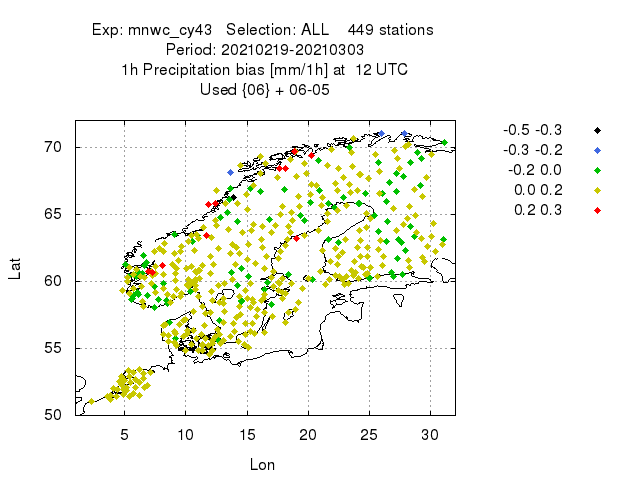 Exp: mnwc_cy43 Selection: ALL 449 stations
Period: 20210219-20210303
1h Precipitation bias [mm/1h] at 12 UTC
Used {06} + 06-05
-0.5 -0.3
-0.3 -0.2
-0.2 0.0
0.0 0.2
0.2 0.3
70
65
60
55
50
Lat
5 10 15 20 25 30
Lon